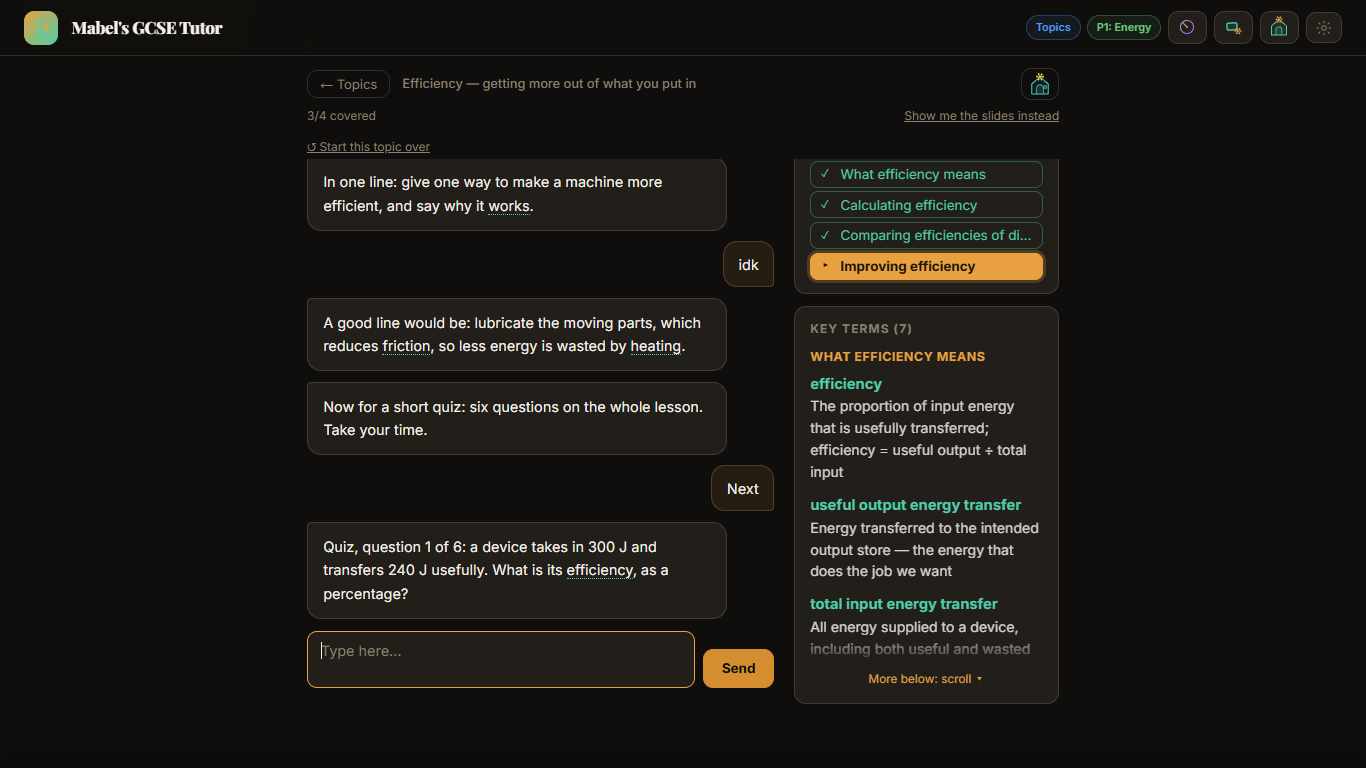 Mabel's GCSE Tutor
Topics
P1: Energy
← Topics
Efficiency — getting more out of what you put in
3/4 covered
Show me the slides instead
↺ Start this topic over
In one line: give one way to make a machine more
efficient, and say why it works.
idk
A good line would be: lubricate the moving parts, which
reduces friction, so less energy is wasted by heating.
Now for a short quiz: six questions on the whole lesson.
Take your time.
Next
Quiz, question 1 of 6: a device takes in 300 J and
transfers 240 J usefully. What is its efficiency, as a
percentage?
Type here...
Send
✓ What efficiency means
✓ Calculating efficiency
✓ Comparing efficiencies of di...
‣ Improving efficiency
KEY TERMS (7)
WHAT EFFICIENCY MEANS
efficiency
The proportion of input energy
that is usefully transferred;
efficiency = useful output ÷ total
input
useful output energy transfer
Energy transferred to the intended
output store — the energy that
does the job we want
total input energy transfer
All energy supplied to a device,
including both useful and wasted
More below: scroll ▾